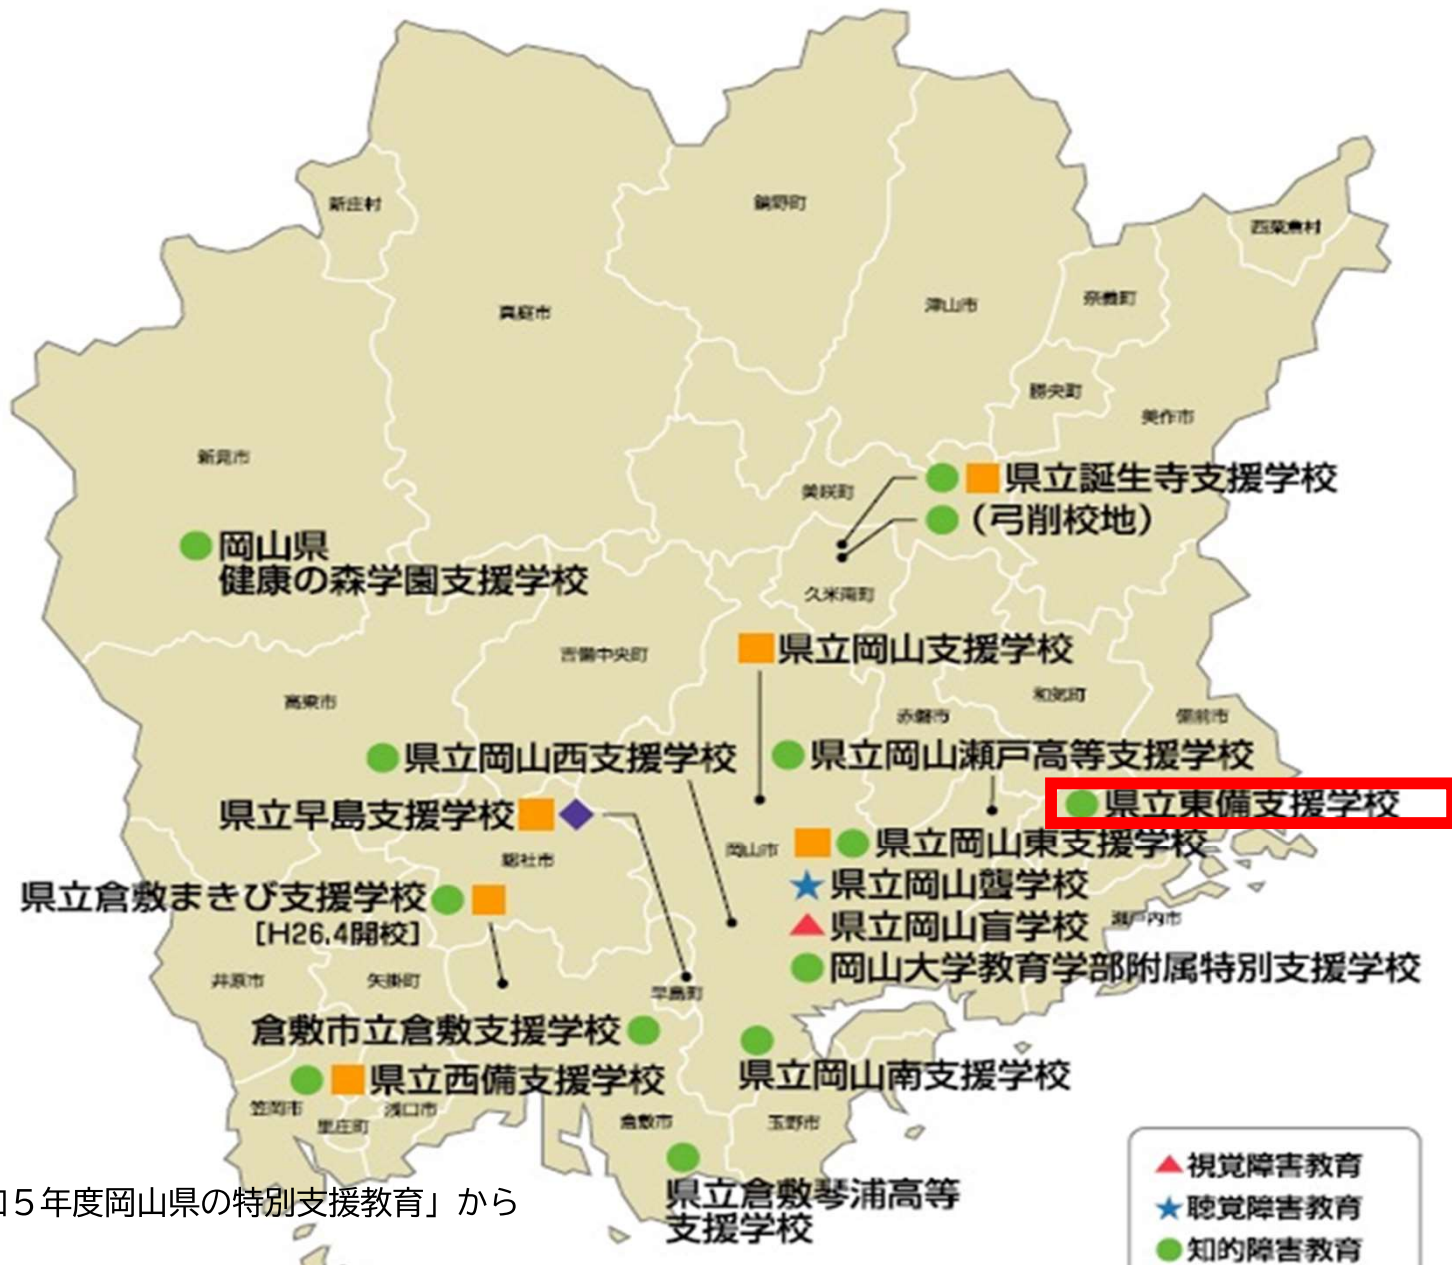 新庄村
鏡野町
西粟倉村
真庭市
津山市
奈義町
勝央町
美作市
新見市
美咲町
県立誕生寺支援学校
(弓削校地)
岡山県
健康の森学園支援学校
久米南町
吉備中央町
県立岡山支援学校
高梁市
和気町
赤磐市
備前市
県立岡山西支援学校
県立岡山瀬戸高等支援学校
県立早島支援学校
県立東備支援学校
岡山市
県立岡山東支援学校
総社市
県立岡山聾学校
県立倉敷まきび支援学校
[H26.4開校]
県立岡山盲学校
瀬戸内市
岡山大学教育学部附属特別支援学校
井原市
矢掛町
早島町
倉敷市立倉敷支援学校
県立岡山南支援学校
県立西備支援学校
笠岡市
浅口市
里庄町
倉敷市
玉野市
県立倉敷琴浦高等
支援学校
５年度岡山県の特別支援教育」から
視覚障害教育
聴覚障害教育
知的障害教育